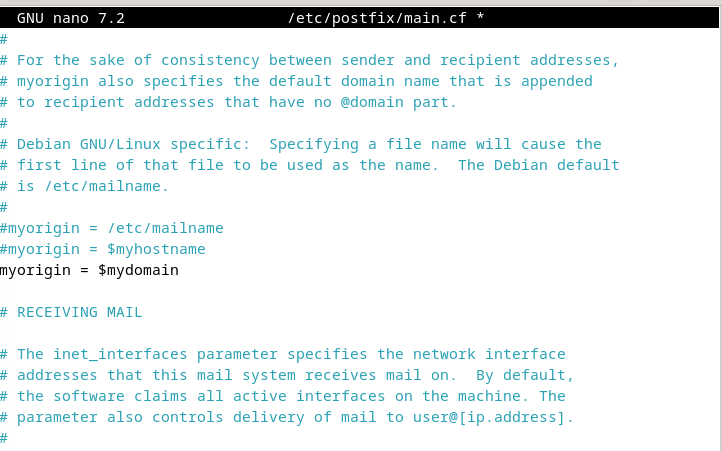 GNU nano 7.2 /etc/postfix/main.cf *
#
# For the sake of consistency between sender and recipient addresses,
# myorigin also specifies the default domain name that is appended
# to recipient addresses that have no @domain part.
#
# Debian GNU/Linux specific:  Specifying a file name will cause the
# first line of that file to be used as the name.  The Debian default
# is /etc/mailname.
#
#myorigin = /etc/mailname
#myorigin = $myhostname
myorigin = $mydomain
# RECEIVING MAIL
# The inet_interfaces parameter specifies the network interface
# addresses that this mail system receives mail on.  By default,
# the software claims all active interfaces on the machine. The
# parameter also controls delivery of mail to user@[ip.address].
#